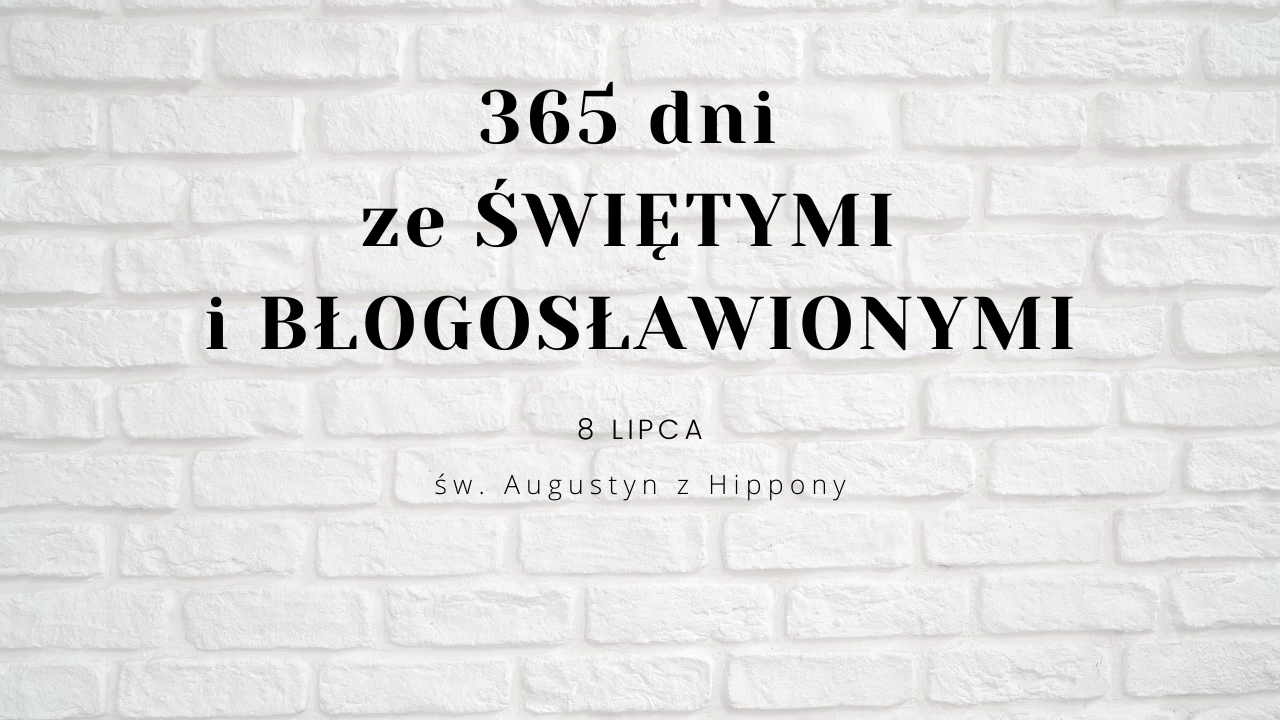 365 dni
ze ŚWIĘTYMI
i BŁOGOSŁAWIONYMI
8 LIPCA
św. Augustyn z Hippony